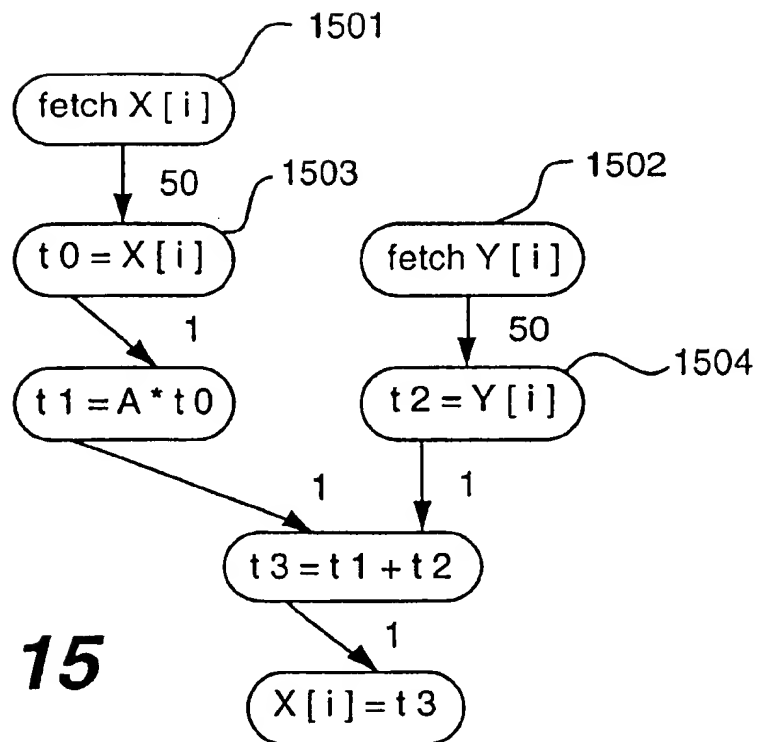 1501
fetch X [ i ]
50
1503
1502
t 0 = X [ i ]
fetch Y [ i ]
1
50
1504
t 1 = A * t 0
t 2 = Y [ i ]
1
1
t 3 = t 1 + t 2
1
15
X [ i ] = t 3